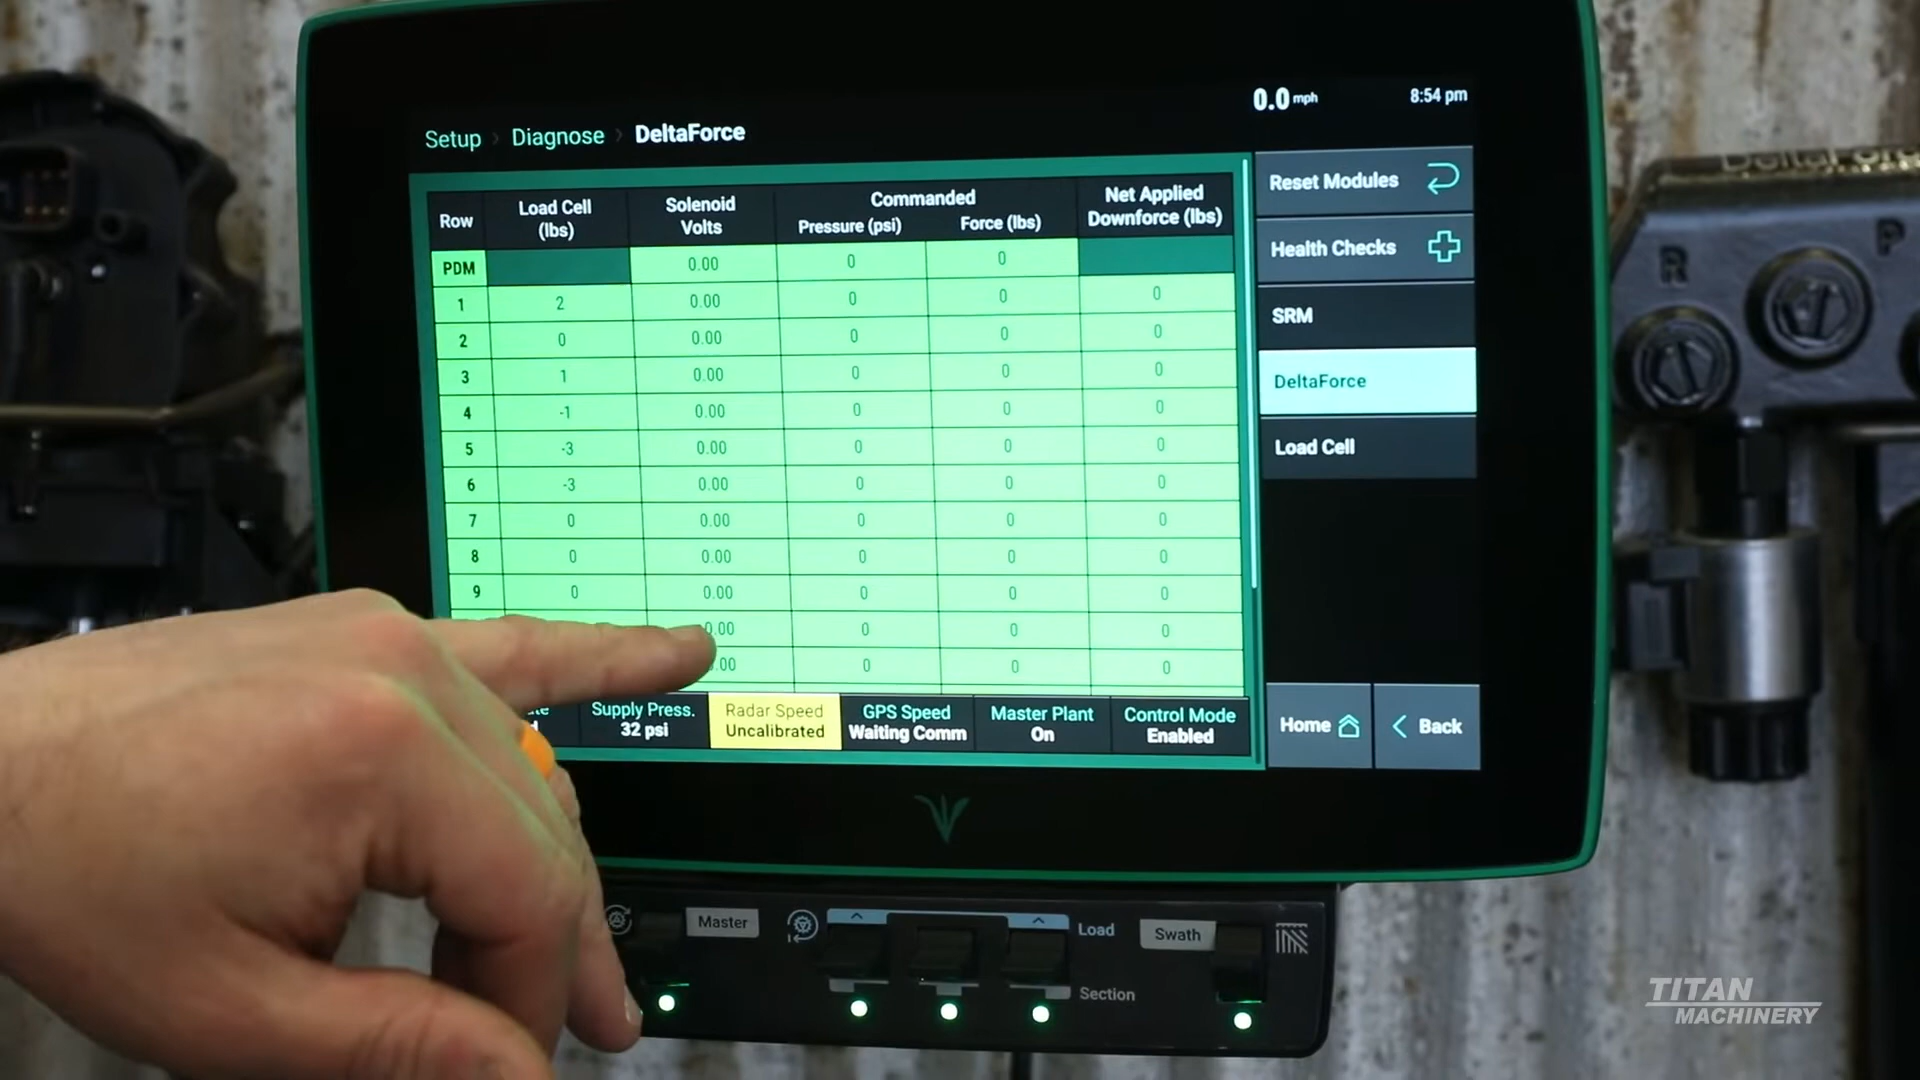 0.0 mph
8:54 pm
Setup > Diagnose > DeltaForce
Row Load Cell (lbs) Solenoid Volts Commanded Pressure (psi) Force (lbs) Net Applied Downforce (lbs)
PDM 0.00 0 0
1 2 0.00 0 0 0
2 0 0.00 0 0 0
3 1 0.00 0 0 0
4 -1 0.00 0 0 0
5 -3 0.00 0 0 0
6 -3 0.00 0 0 0
7 0 0.00 0 0 0
8 0 0.00 0 0 0
9 0 0.00 0 0 0
0.00 0 0 0
.00 0 0 0
Supply Press. Radar Speed GPS Speed Master Plant Control Mode
32 psi Uncalibrated Waiting Comm On Enabled
Reset Modules
Health Checks
SRM
DeltaForce
Load Cell
Home
< Back
Master
Load
Swath
Section
R
P
TITAN
MACHINERY